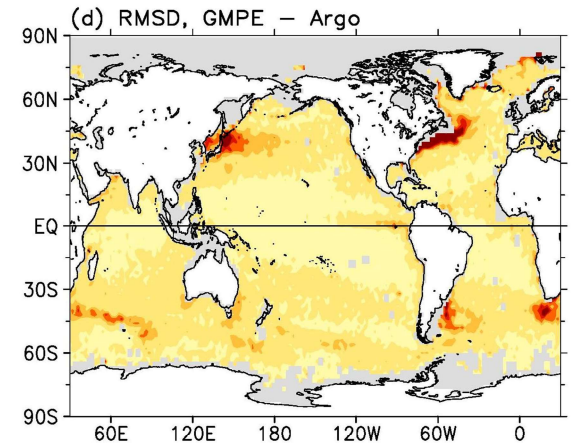 (d) RMSD, GMPE – Argo
90N
60N
30N
EQ
30S
60S
90S
60E 120E 180 120W 60W 0